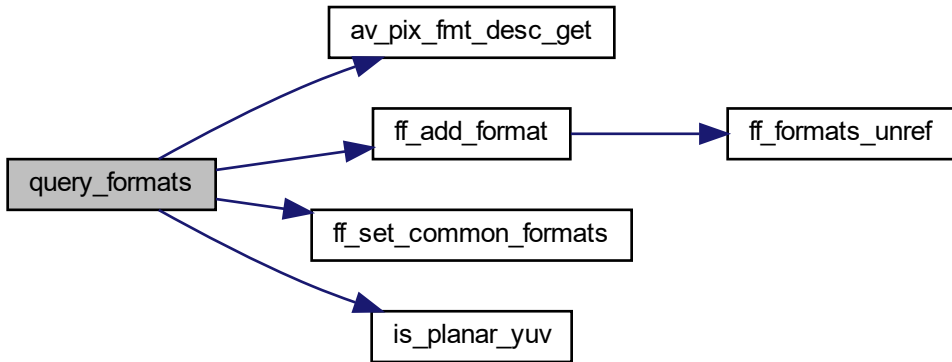 av_pix_fmt_desc_get
ff_add_format
ff_formats_unref
query_formats
ff_set_common_formats
is_planar_yuv